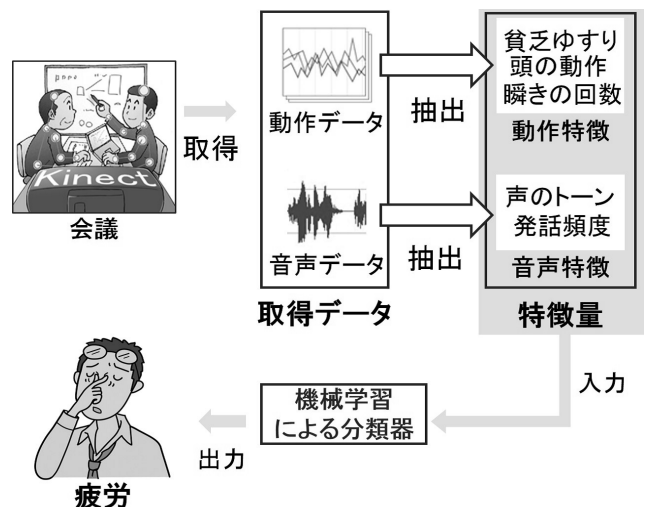 Kinect
会議
取得
動作データ
音声データ
取得データ
抽出
抽出
貧乏ゆすり
頭の動作
瞬きの回数
動作特徴
声のトーン
発話頻度
音声特徴
特徴量
入力
機械学習
による分類器
出力
疲労